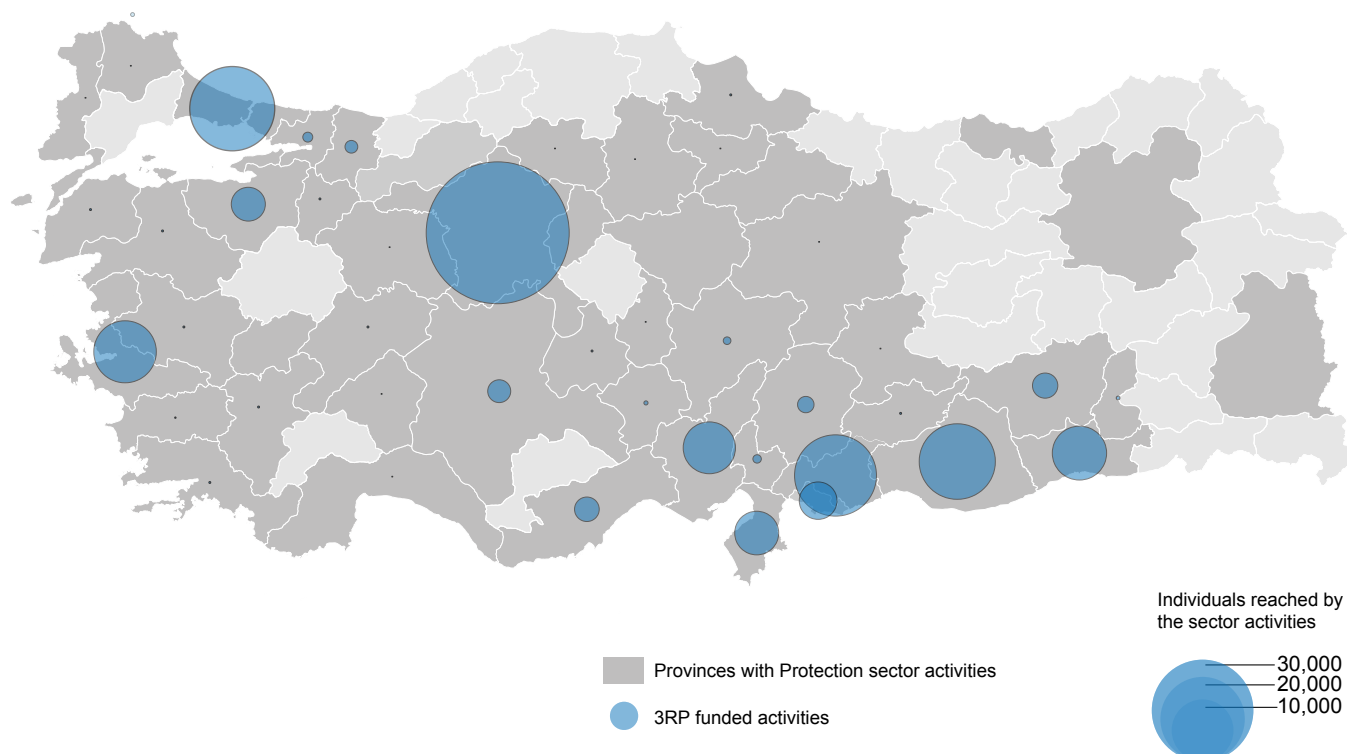 Individuals reached by
the sector activities
30,000
20,000
10,000
Provinces with Protection sector activities
3RP funded activities